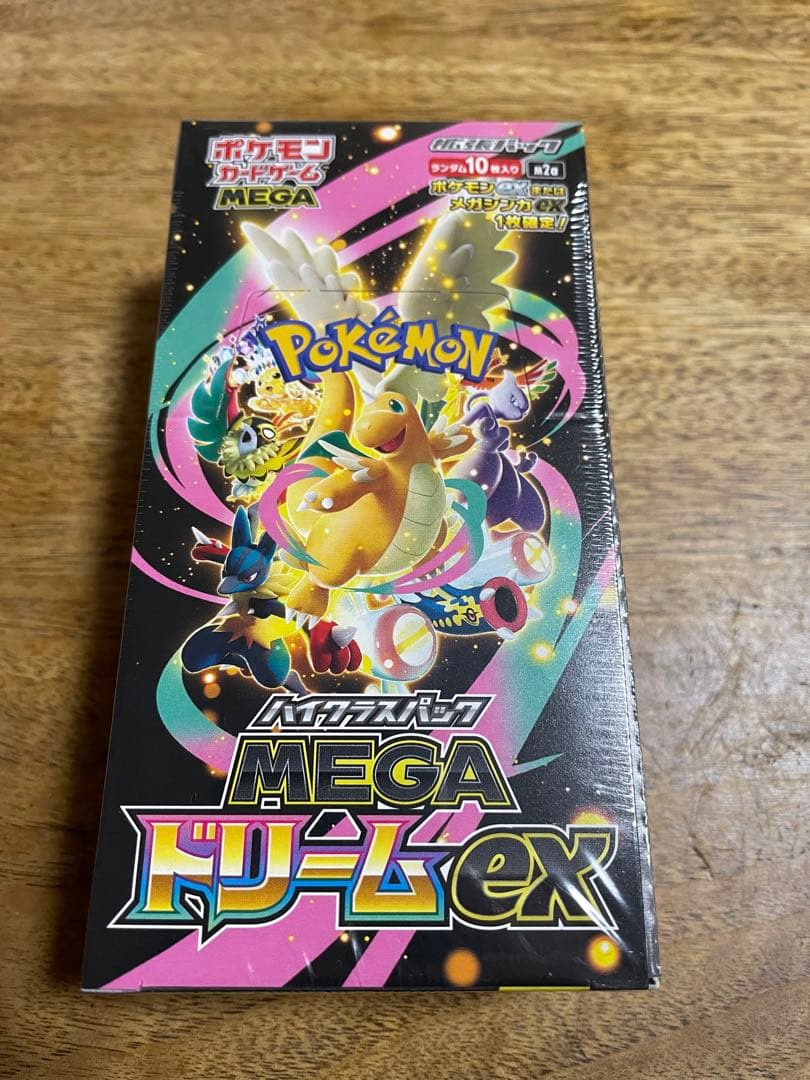 ポケモン
カードゲーム
MEGA
拡張パック
ランダム10枚入り
M2a
ポケモンexまたは
メガシンカex
1枚確定!
POKéMON
ハイクラスパック
MEGA
ドリームex